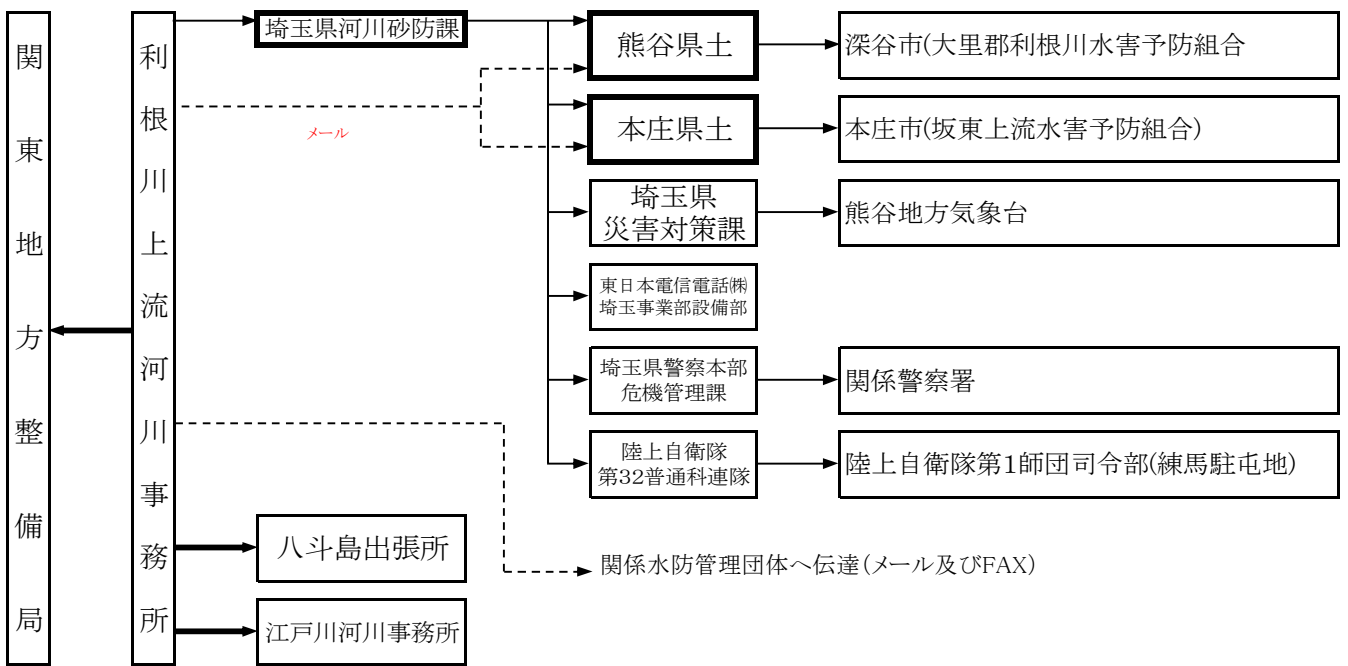 関東地方整備局
利根川上流河川事務所
埼玉県河川砂防課
メール
熊谷県土
深谷市(大里郡利根川水害予防組合
本庄県土
本庄市(坂東上流水害予防組合)
埼玉県
災害対策課
熊谷地方気象台
東日本電信電話㈱
埼玉事業部設備部
埼玉県警察本部
危機管理課
関係警察署
陸上自衛隊
第32普通科連隊
陸上自衛隊第1師団司令部(練馬駐屯地)
八斗島出張所
関係水防管理団体へ伝達(メール及びFAX)
江戸川河川事務所